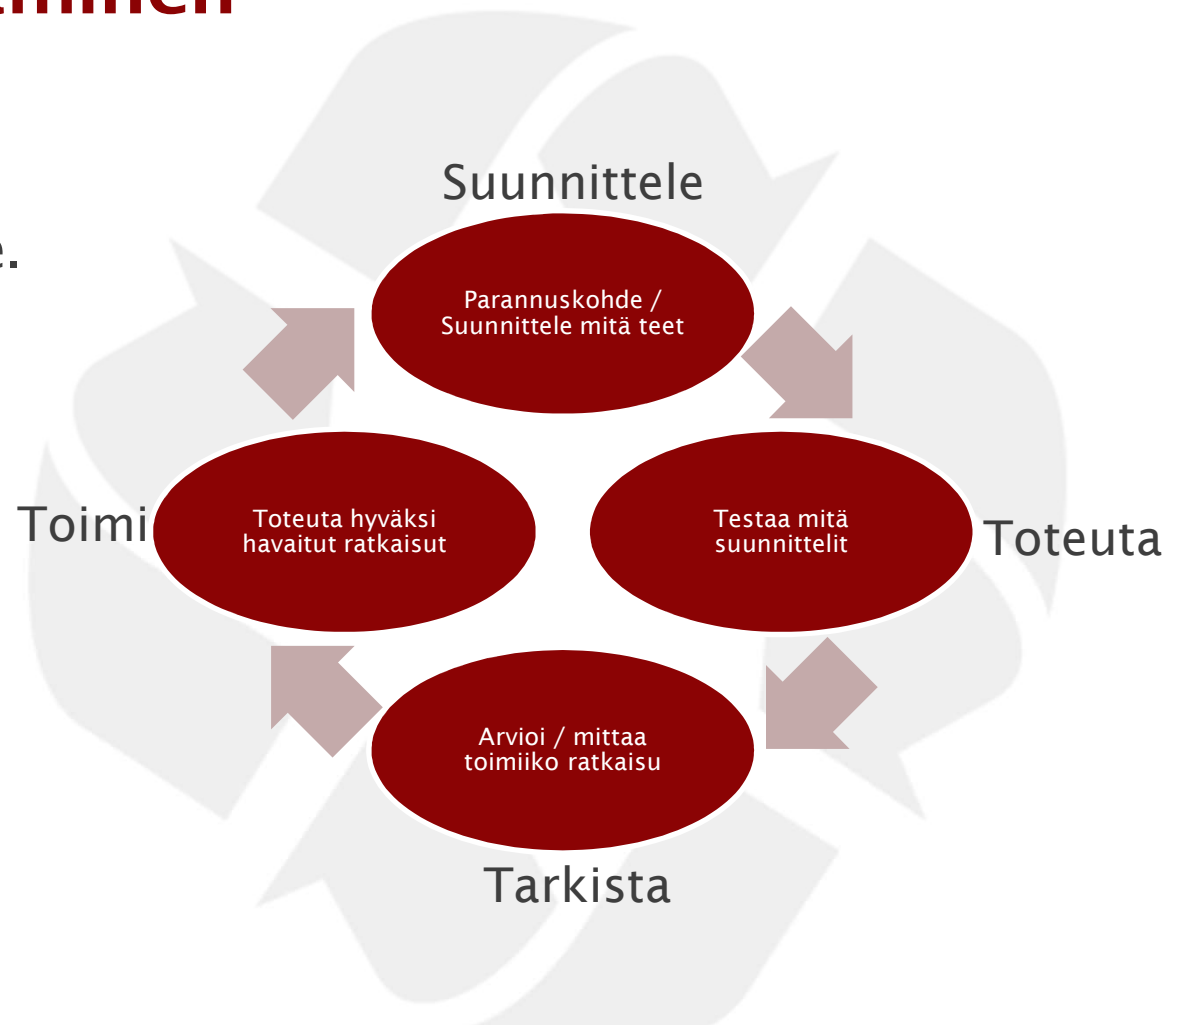 Suunnittele
Parannuskohde /
Suunnittele mitä teet
Toimi
Toteuta hyväksi
havaitut ratkaisut
Testaa mitä
suunnittelit
Toteuta
Arvioi / mittaa
toimiiko ratkaisu
Tarkista